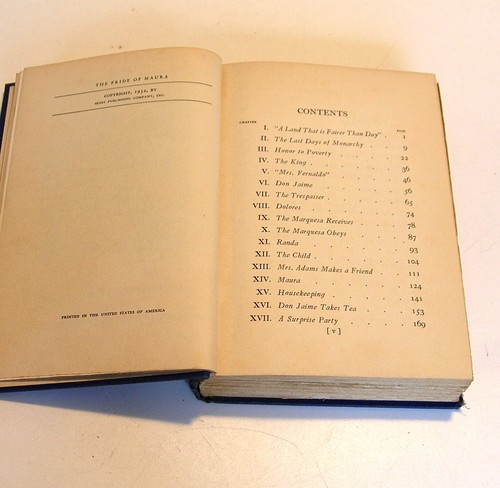 THE PRIDE OF MAURA
COPYRIGHT, 1932, BY
SEARS PUBLISHING COMPANY, INC.
PRINTED IN THE UNITED STATES OF AMERICA
CONTENTS
CHAPTER PAGE
I. "A Land That is Fairer Than Day" . 1
II. The Last Days of Monarchy . . 9
III. Honor to Poverty . . . . 22
IV. The King . . . . . . 36
V. "Mrs. Fernaldo" . . . . 46
VI. Don Jaime . . . . . 56
VII. The Trespasser . . . . 65
VIII. Dolores . . . . . . 74
IX. The Marquesa Receives . . . 78
X. The Marquesa Obeys . . . 87
XI. Randa . . . . . . 93
XII. The Child . . . . . . 104
XIII. Mrs. Adams Makes a Friend . . 111
XIV. Maura . . . . . . 124
XV. Housekeeping . . . . . 141
XVI. Don Jaime Takes Tea . . . 153
XVII. A Surprise Party . . . . 169
[ v ]